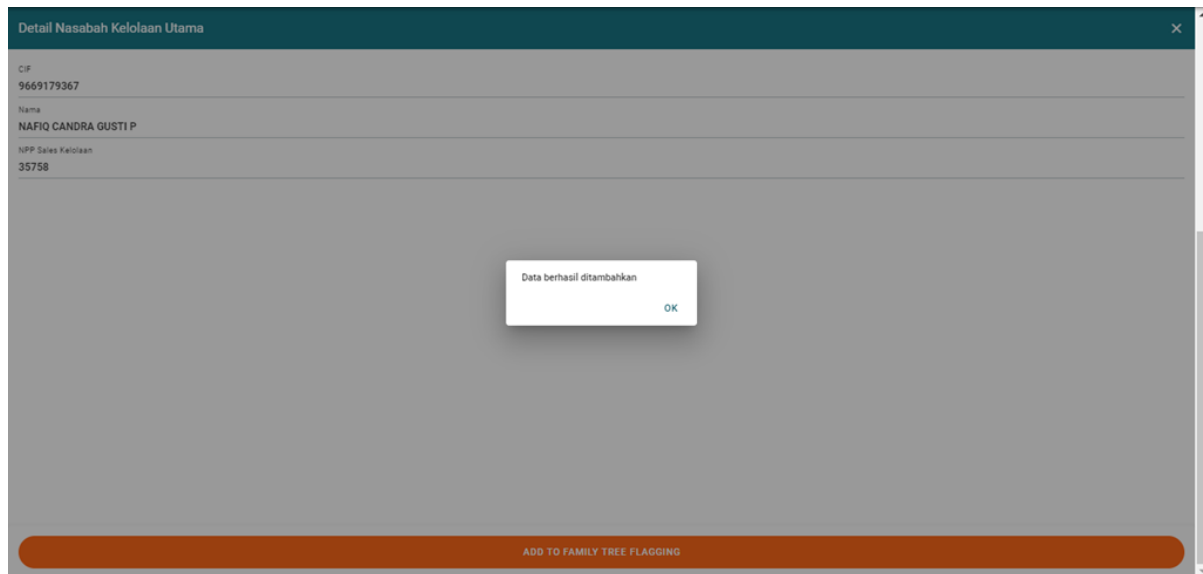 Detail Nasabah Kelolaan Utama
CIF
9669179367
Nama
NAFIQ CANDRA GUSTI P
NPP Sales Kelolaan
35758
Data berhasil ditambahkan
OK
ADD TO FAMILY TREE FLAGGING